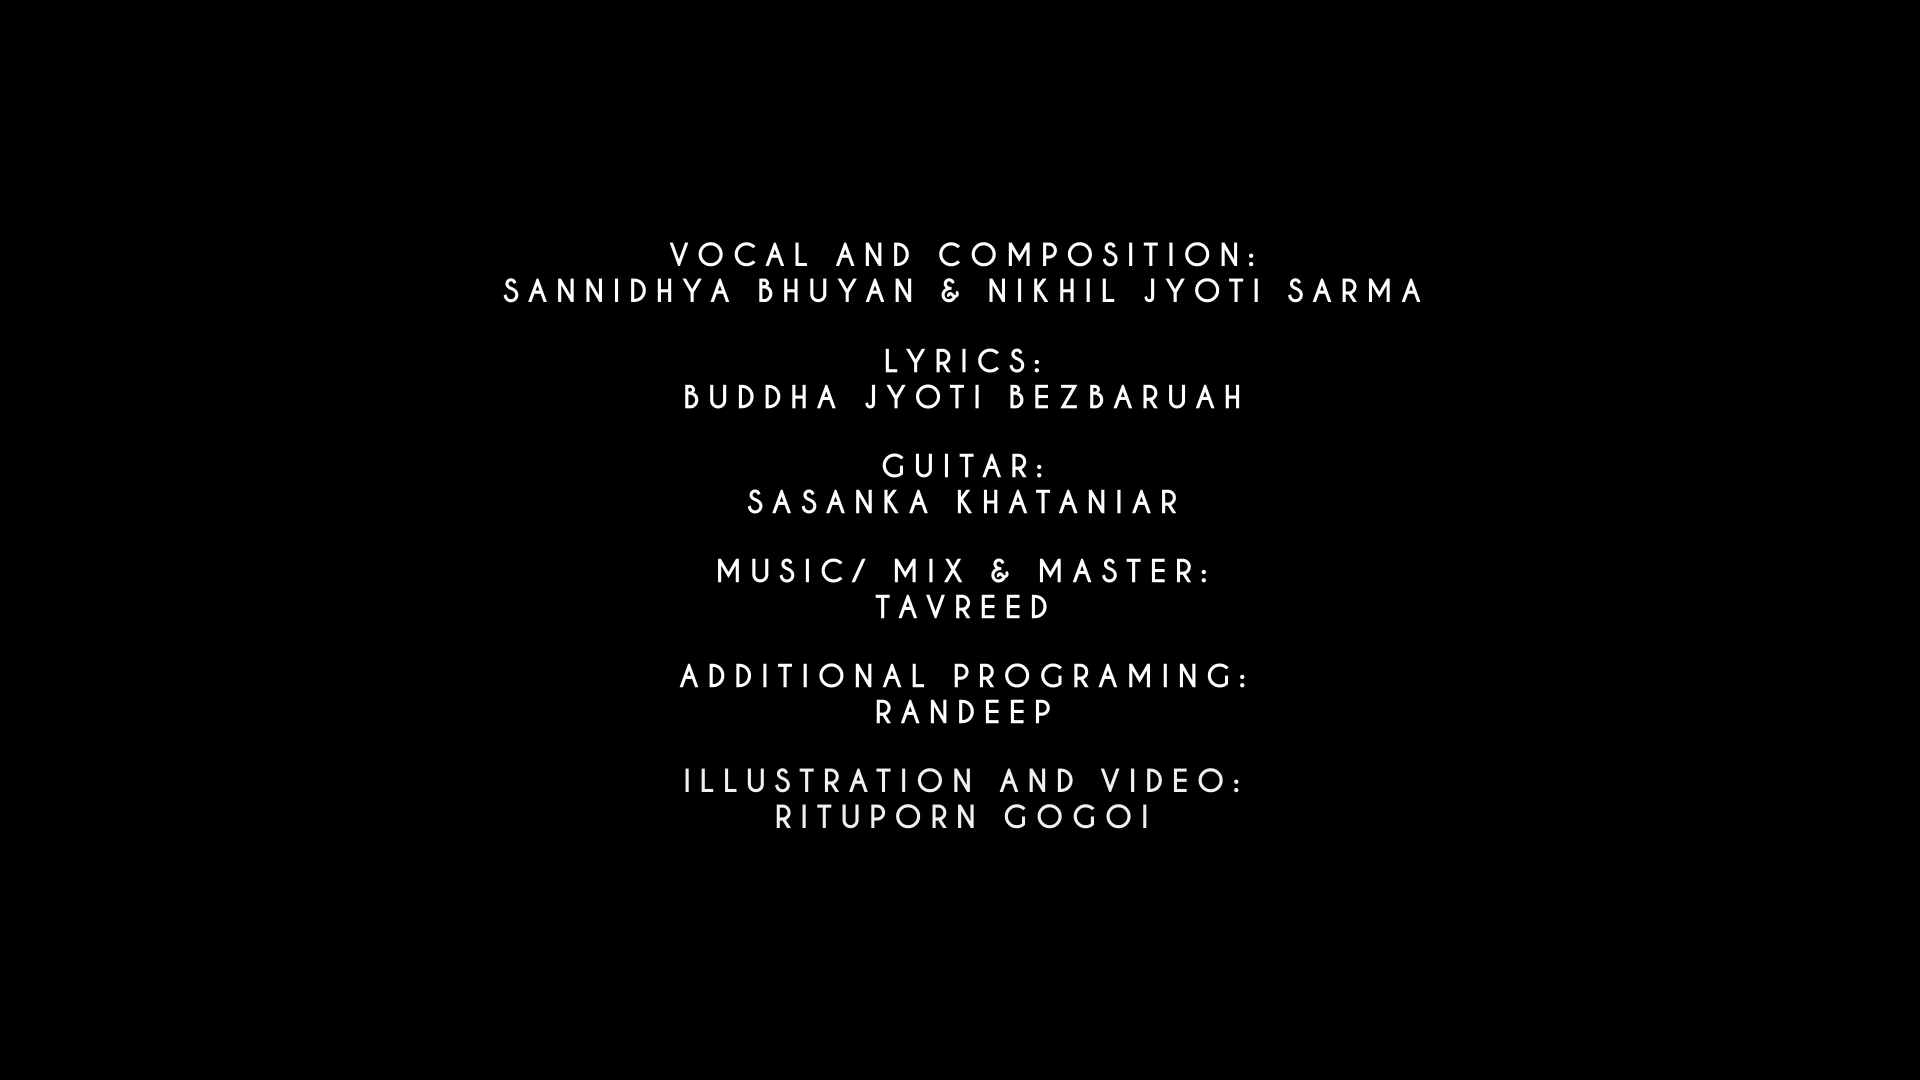 VOCAL AND COMPOSITION:
SANNIDHYA BHUYAN & NIKHIL JYOTI SARMA
LYRICS:
BUDDHA JYOTI BEZBARUAH
GUITAR:
SASANKA KHATANIAR
MUSIC/ MIX & MASTER:
TAVREED
ADDITIONAL PROGRAMING:
RANDEEP
ILLUSTRATION AND VIDEO:
RITUPORN GOGOI